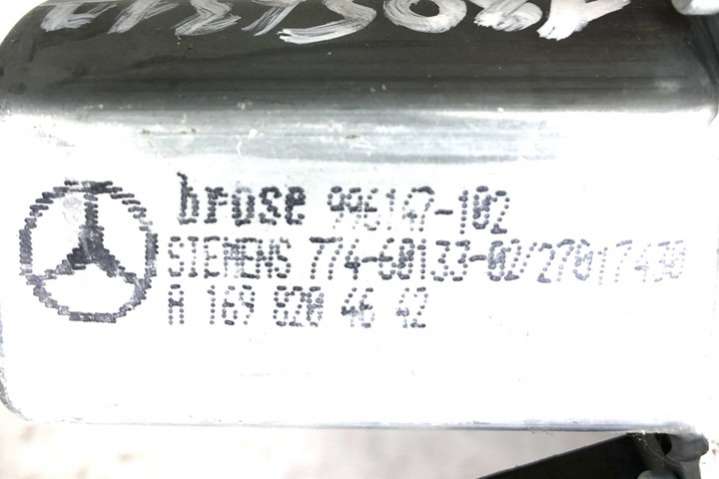 brose 996147-102
SIEMENS 774-60133-02/27017430
A 169 820 46 42